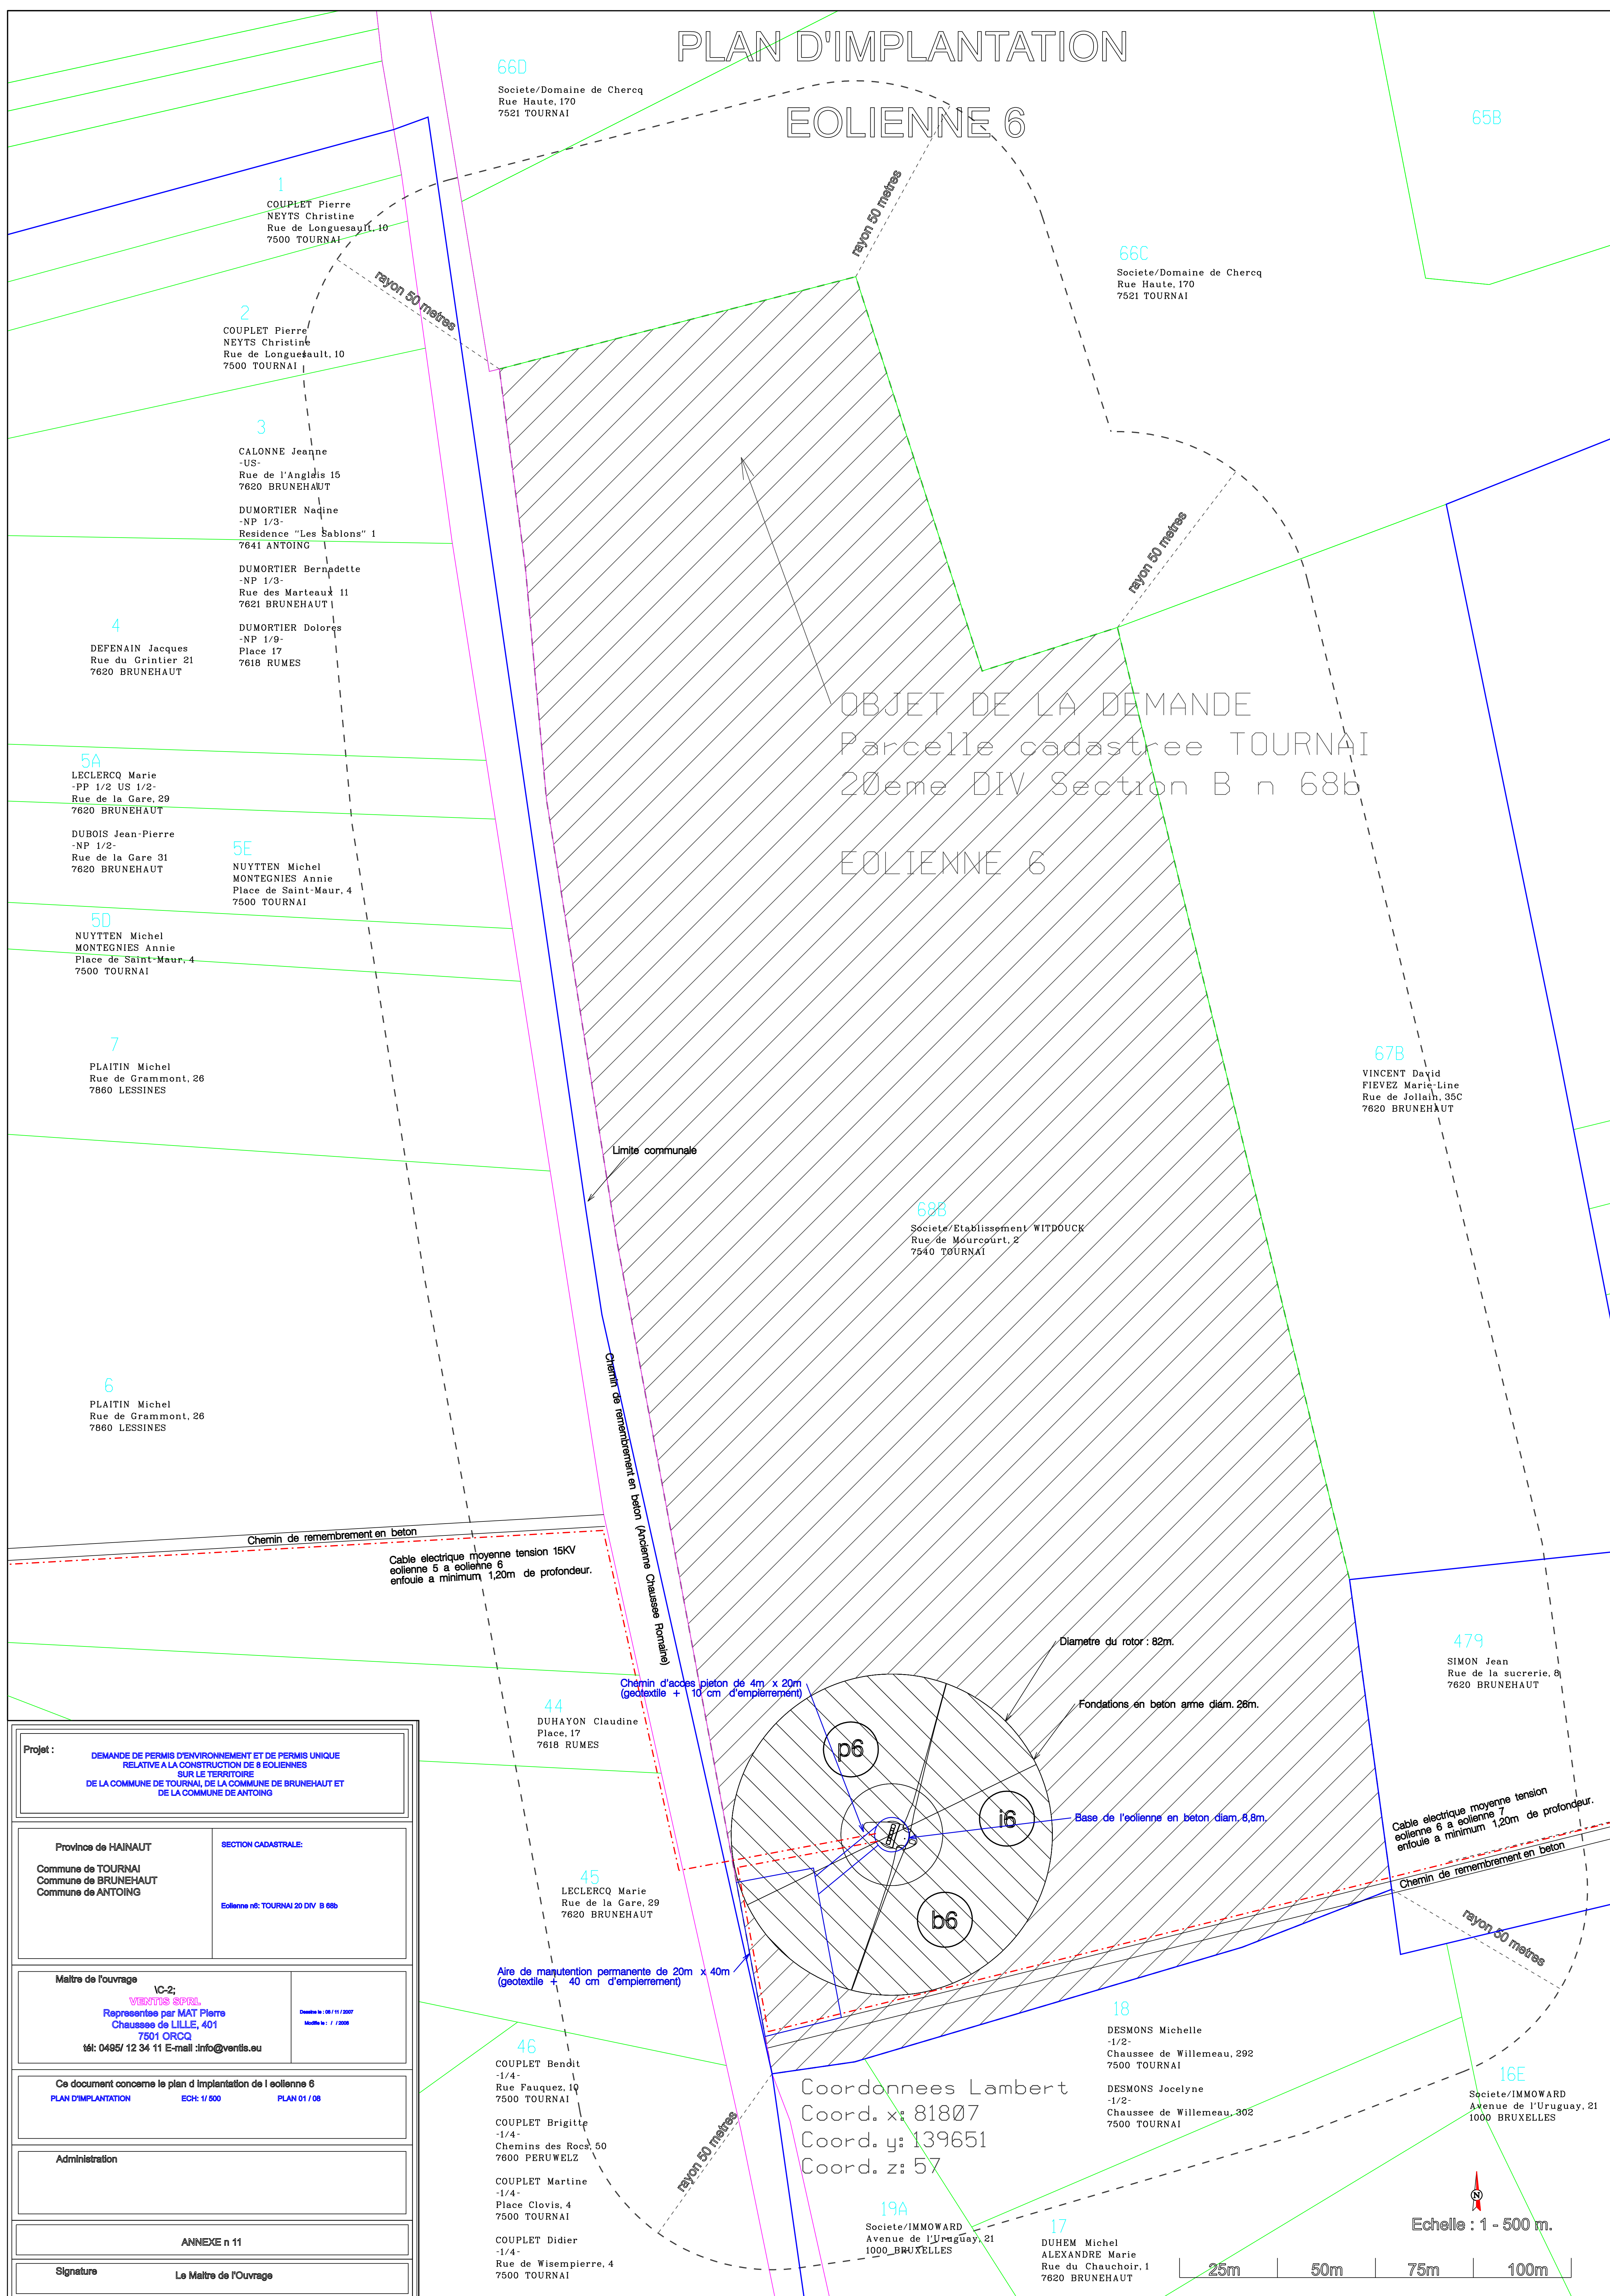 PLAN D'IMPLANTATION
EOLIENNE 6
66D
Societe/Domaine de Chercq
Rue Haute, 170
7521 TOURNAI
65B
1
COUPLET Pierre
NEYTS Christine
Rue de Longuesault, 10
7500 TOURNAI
rayon 50 metres
66C
Societe/Domaine de Chercq
Rue Haute, 170
7521 TOURNAI
rayon 50 metres
2
COUPLET Pierre
NEYTS Christine
Rue de Longuesault, 10
7500 TOURNAI
3
CALONNE Jeanne
-US-
Rue de l'Anglais 15
7620 BRUNEHAUT
DUMORTIER Nadine
-NP 1/3-
Residence "Les Sablons" 1
7641 ANTOING
DUMORTIER Bernadette
-NP 1/3-
Rue des Marteaux 11
7621 BRUNEHAUT
DUMORTIER Dolores
-NP 1/9-
Place 17
7618 RUMES
rayon 50 metres
4
DEFENAIN Jacques
Rue du Grintier 21
7620 BRUNEHAUT
OBJET DE LA DEMANDE
Parcelle cadastree TOURNAI
20eme DIV Section B n 68b
EOLIENNE 6
5A
LECLERCQ Marie
-PP 1/2 US 1/2-
Rue de la Gare, 29
7620 BRUNEHAUT
DUBOIS Jean-Pierre
-NP 1/2-
Rue de la Gare 31
7620 BRUNEHAUT
5E
NUYTTEN Michel
MONTEGNIES Annie
Place de Saint-Maur, 4
7500 TOURNAI
5D
NUYTTEN Michel
MONTEGNIES Annie
Place de Saint-Maur, 4
7500 TOURNAI
7
PLAITIN Michel
Rue de Grammont, 26
7860 LESSINES
67B
VINCENT David
FIEVEZ Marie-Line
Rue de Jollain, 35C
7620 BRUNEHAUT
Limite communale
68B
Societe/Etablissement WITDOUCK
Rue de Mourcourt, 2
7540 TOURNAI
6
PLAITIN Michel
Rue de Grammont, 26
7860 LESSINES
Chemin de remembrement en beton (Ancienne Chaussee Romaine)
Chemin de remembrement en beton
Cable electrique moyenne tension 15KV
eolienne 5 a eolienne 6
enfouie a minimum 1,20m de profondeur.
Diametre du rotor : 82m.
479
SIMON Jean
Rue de la sucrerie, 8
7620 BRUNEHAUT
Chemin d'acces pieton de 4m x 20m
(geotextile + 10 cm d'empierrement)
Fondations en beton arme diam. 26m.
44
DUHAYON Claudine
Place, 17
7618 RUMES
p6
i6
b6
Base de l'eolienne en beton diam. 8,8m.
Cable electrique moyenne tension
eolienne 6 a eolienne 7
enfouie a minimum 1,20m de profondeur.
Chemin de remembrement en beton
45
LECLERCQ Marie
Rue de la Gare, 29
7620 BRUNEHAUT
rayon 50 metres
Aire de manutention permanente de 20m x 40m
(geotextile + 40 cm d'empierrement)
18
DESMONS Michelle
-1/2-
Chaussee de Willemeau, 292
7500 TOURNAI
DESMONS Jocelyne
-1/2-
Chaussee de Willemeau, 302
7500 TOURNAI
16E
Societe/IMMOWARD
Avenue de l'Uruguay, 21
1000 BRUXELLES
46
COUPLET Benoit
-1/4-
Rue Fauquez, 10
7500 TOURNAI
COUPLET Brigitte
-1/4-
Chemins des Rocs, 50
7600 PERUWELZ
COUPLET Martine
-1/4-
Place Clovis, 4
7500 TOURNAI
COUPLET Didier
-1/4-
Rue de Wisempierre, 4
7500 TOURNAI
rayon 50 metres
Coordonnees Lambert
Coord. x: 81807
Coord. y: 139651
Coord. z: 57
19A
Societe/IMMOWARD
Avenue de l'Uruguay, 21
1000 BRUXELLES
17
DUHEM Michel
ALEXANDRE Marie
Rue du Chauchoir, 1
7620 BRUNEHAUT
N
Echelle : 1 - 500 m.
25m 50m 75m 100m
Projet :
DEMANDE DE PERMIS D'ENVIRONNEMENT ET DE PERMIS UNIQUE
RELATIVE A LA CONSTRUCTION DE 8 EOLIENNES
SUR LE TERRITOIRE
DE LA COMMUNE DE TOURNAI, DE LA COMMUNE DE BRUNEHAUT ET
DE LA COMMUNE DE ANTOING
Province de HAINAUT
Commune de TOURNAI
Commune de BRUNEHAUT
Commune de ANTOING
SECTION CADASTRALE:
Eolienne n6: TOURNAI 20 DIV B 68b
Maitre de l'ouvrage
\C-2;
VENTIS SPRL
Representee par MAT Pierre
Chaussee de LILLE, 401
7501 ORCQ
tél: 0495/ 12 34 11 E-mail :info@ventis.eu
Dessine le : 08 / 11 / 2007
Modifie le : / / 2008
Ce document concerne le plan d implantation de l eolienne 6
PLAN D'IMPLANTATION ECH: 1/ 500 PLAN 01 / 08
Administration
ANNEXE n 11
Signature
Le Maitre de l'Ouvrage